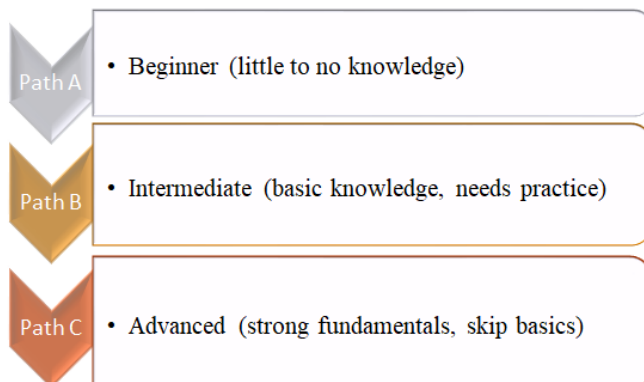 Path A
• Beginner (little to no knowledge)
Path B
• Intermediate (basic knowledge, needs practice)
Path C
• Advanced (strong fundamentals, skip basics)